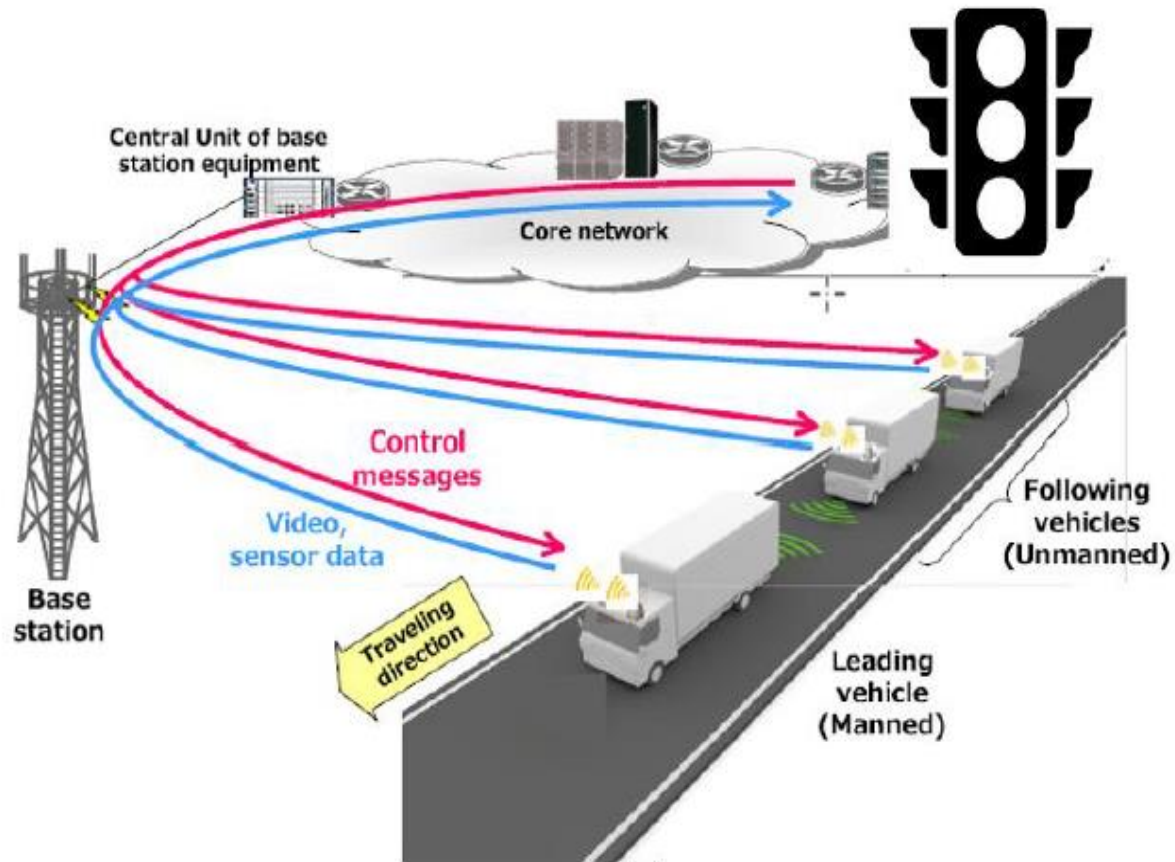 Central Unit of base
station equipment
Core network
Control
messages
Video,
sensor data
Base
station
Traveling
direction
Following
vehicles
(Unmanned)
Leading
vehicle
(Manned)